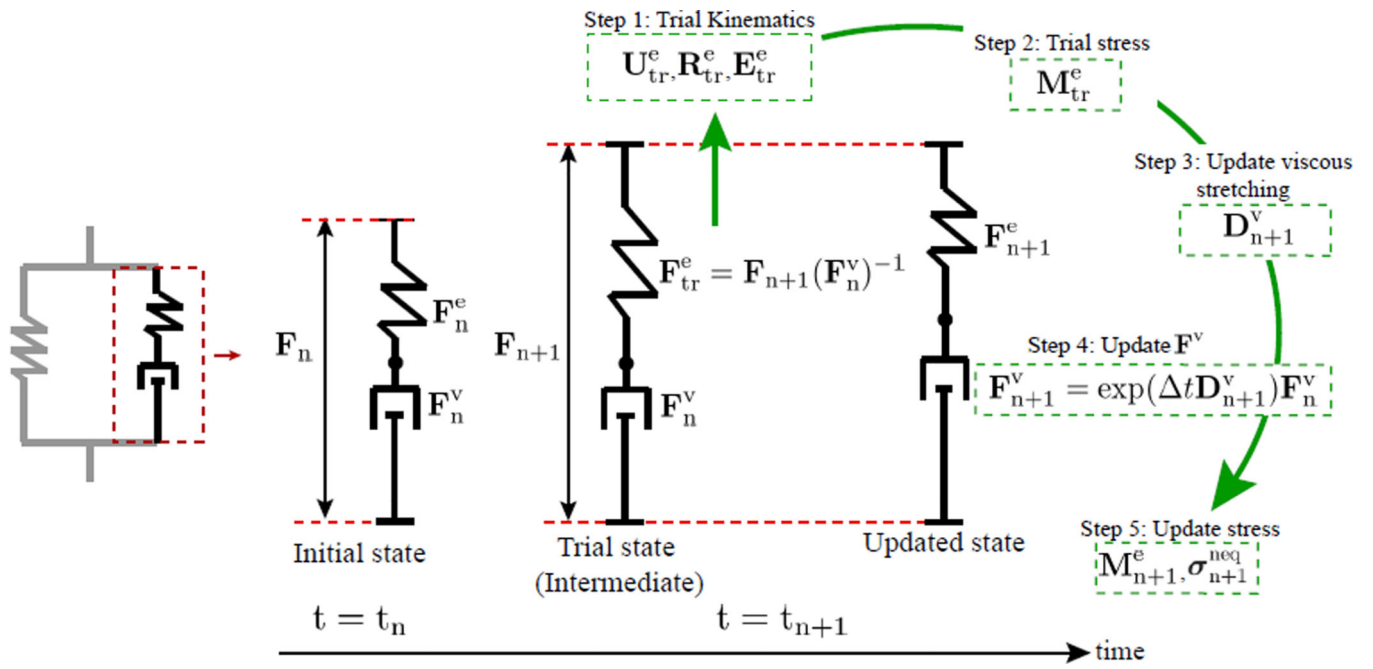 Step 1: Trial Kinematics
U^e_tr, R^e_tr, E^e_tr
Step 2: Trial stress
M^e_tr
Step 3: Update viscous
stretching
D^v_n+1
F_n
F^e_n
F^v_n
F_n+1
F^e_tr = F_n+1(F^v_n)^−1
F^v_n
F^e_n+1
Step 4: Update F^v
F^v_n+1 = exp(ΔtD^v_n+1)F^v_n
Step 5: Update stress
M^e_n+1, σ^neq_n+1
Initial state
Trial state
(Intermediate)
Updated state
t = t_n
t = t_n+1
time